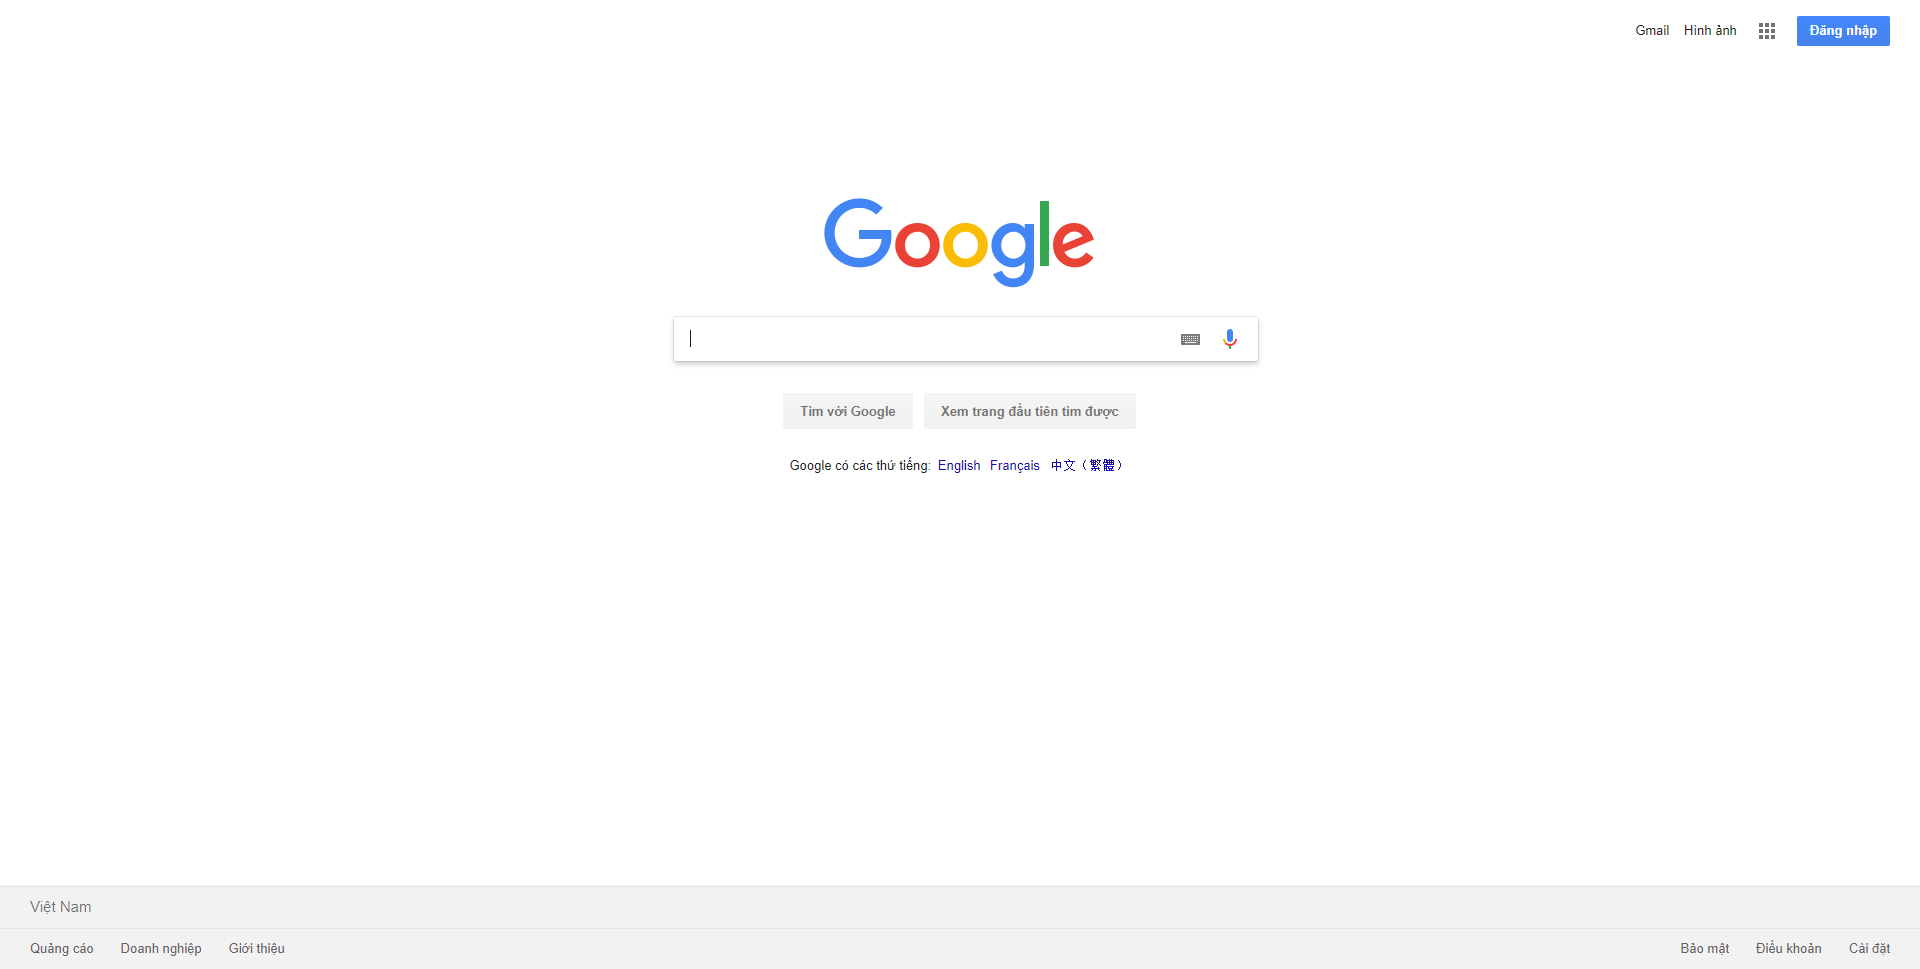 Gmail Hình ảnh Đăng nhập
Google
Tìm với Google Xem trang đầu tiên tìm được
Google có các thứ tiếng: English Français 中文（繁體）
Việt Nam
Quảng cáo Doanh nghiệp Giới thiệu Bảo mật Điều khoản Cài đặt